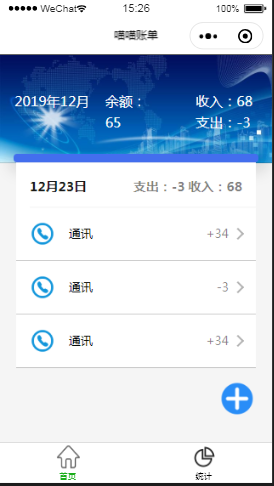 WeChat 15:26 100%
喵喵账单
2019年12月 余额： 收入：68
65 支出：-3
12月23日 支出：-3 收入：68
通讯 +34
通讯 -3
通讯 +34
首页 统计